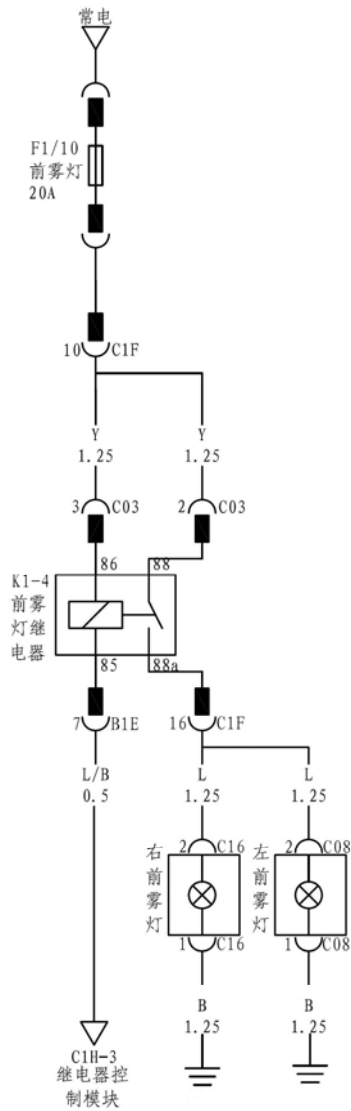 常电
F1/10
前雾灯
20A
10 C1F
Y Y
1.25 1.25
3 C03 2 C03
86 88
K1-4
前雾
灯继
电器
85 88a
7 B1E 16 C1F
L/B L L
0.5 1.25 1.25
2 C16 2 C08
右前雾灯
左前雾灯
1 C16 1 C08
B B
1.25 1.25
C1H-3
继电器控
制模块